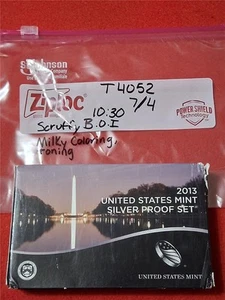 T4052
Ziploc
7/4
POWER SHIELD
Technology
10:30
B.O.I
Milky Coloring,
toning
2013
UNITED STATES MINT
SILVER PROOF SET
UNITED STATES MINT